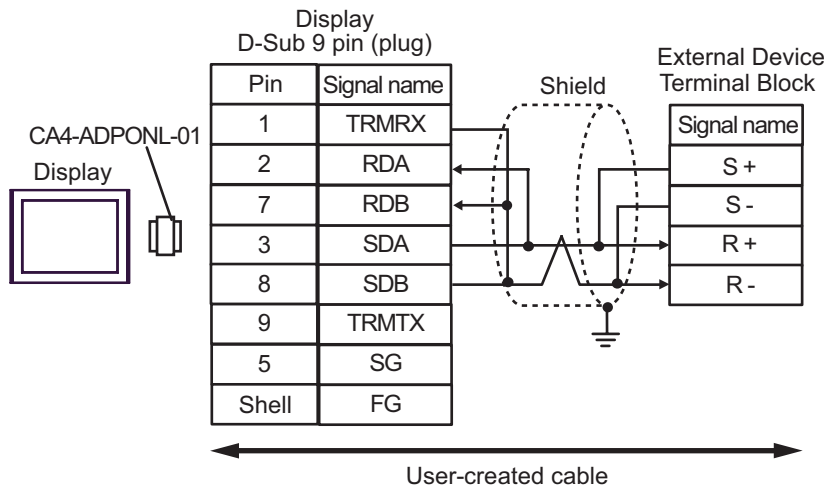 Display
D-Sub 9 pin (plug)
External Device
Terminal Block
Shield
CA4-ADPONL-01
Display
Pin Signal name
1 TRMRX
2 RDA
7 RDB
3 SDA
8 SDB
9 TRMTX
5 SG
Shell FG
Signal name
S +
S -
R +
R -
User-created cable